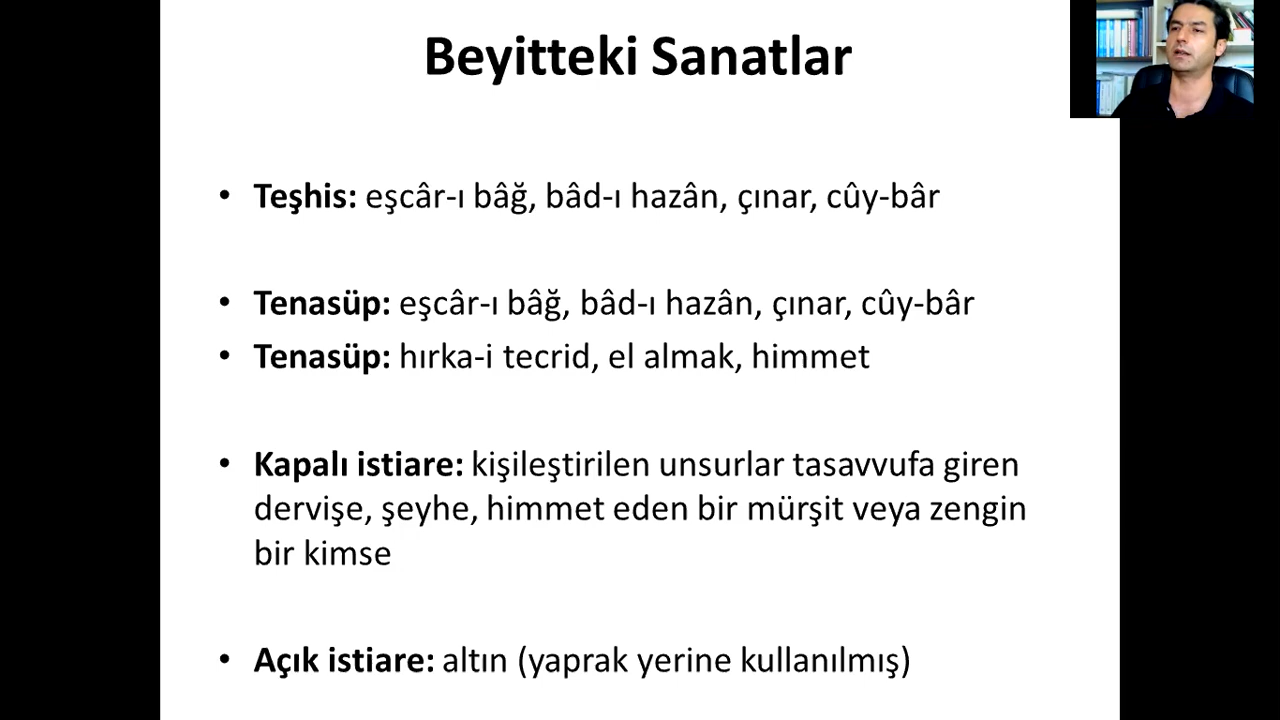 Beyitteki Sanatlar
• Teşhis: eşcâr-ı bâğ, bâd-ı hazân, çınar, cûy-bâr
• Tenasüp: eşcâr-ı bâğ, bâd-ı hazân, çınar, cûy-bâr
• Tenasüp: hırka-i tecrid, el almak, himmet
• Kapalı istiare: kişileştirilen unsurlar tasavvufa giren
dervişe, şeyhe, himmet eden bir mürşit veya zengin
bir kimse
• Açık istiare: altın (yaprak yerine kullanılmış)